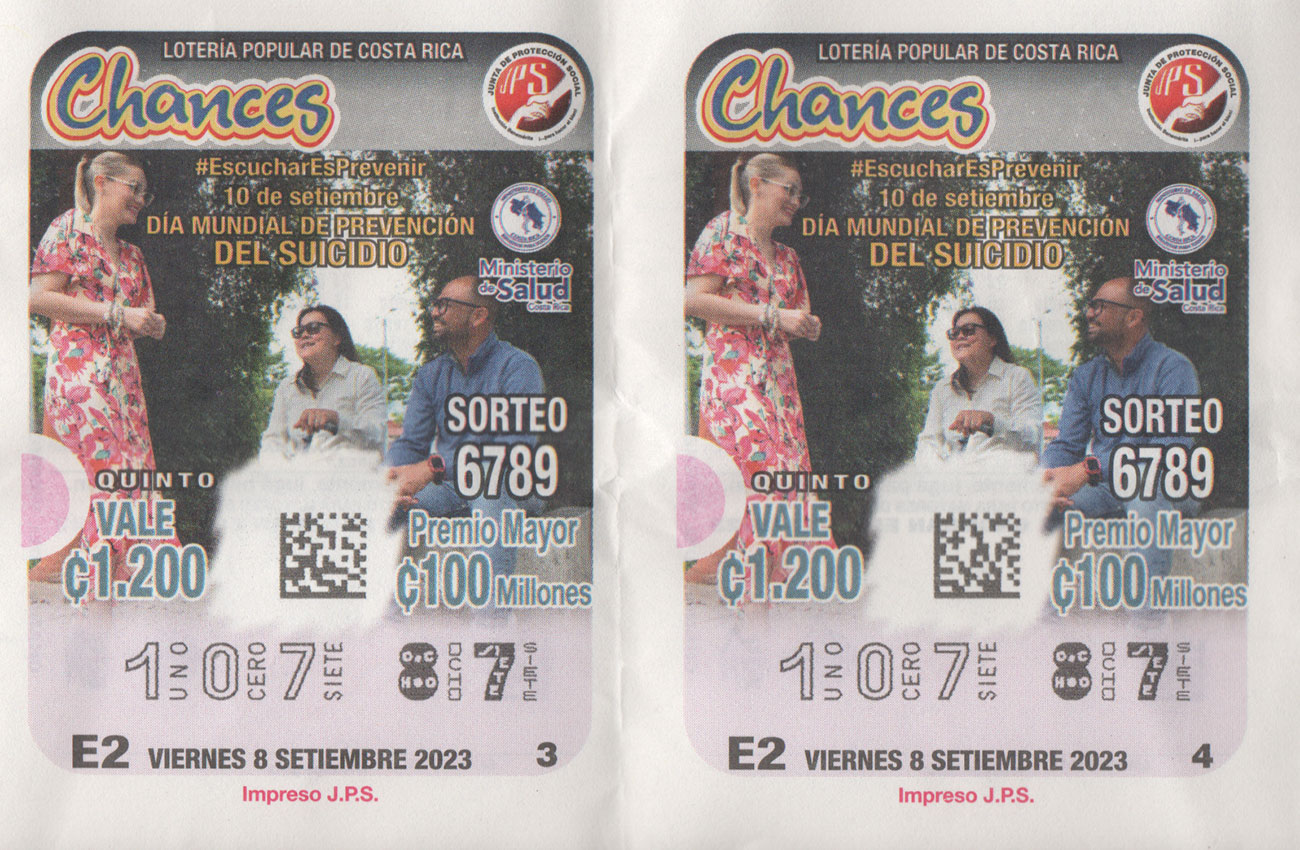 LOTERÍA POPULAR DE COSTA RICA
Chances
JUNTA DE PROTECCIÓN SOCIAL
JPS
#EscucharEsPrevenir
10 de setiembre
DÍA MUNDIAL DE PREVENCIÓN
DEL SUICIDIO
Ministerio
de Salud
Costa Rica
SORTEO
6789
QUINTO
VALE
₡1.200
Premio Mayor
₡100 Millones
1 UNO 0 CERO 7 SIETE 8 OCHO 7 SIETE
E2 VIERNES 8 SETIEMBRE 2023 3
Impreso J.P.S.
LOTERÍA POPULAR DE COSTA RICA
Chances
JUNTA DE PROTECCIÓN SOCIAL
JPS
#EscucharEsPrevenir
10 de setiembre
DÍA MUNDIAL DE PREVENCIÓN
DEL SUICIDIO
Ministerio
de Salud
Costa Rica
SORTEO
6789
QUINTO
VALE
₡1.200
Premio Mayor
₡100 Millones
1 UNO 0 CERO 7 SIETE 8 OCHO 7 SIETE
E2 VIERNES 8 SETIEMBRE 2023 4
Impreso J.P.S.